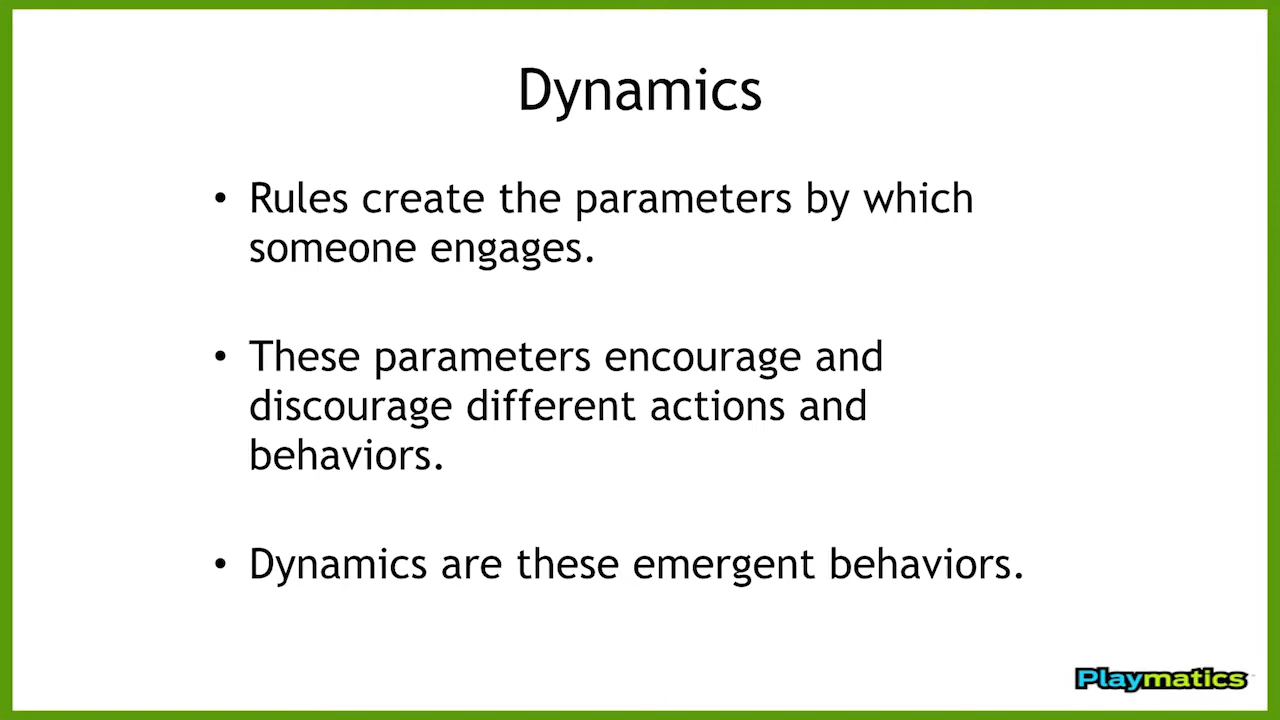 Dynamics
• Rules create the parameters by which
someone engages.
• These parameters encourage and
discourage different actions and
behaviors.
• Dynamics are these emergent behaviors.
Playmatics